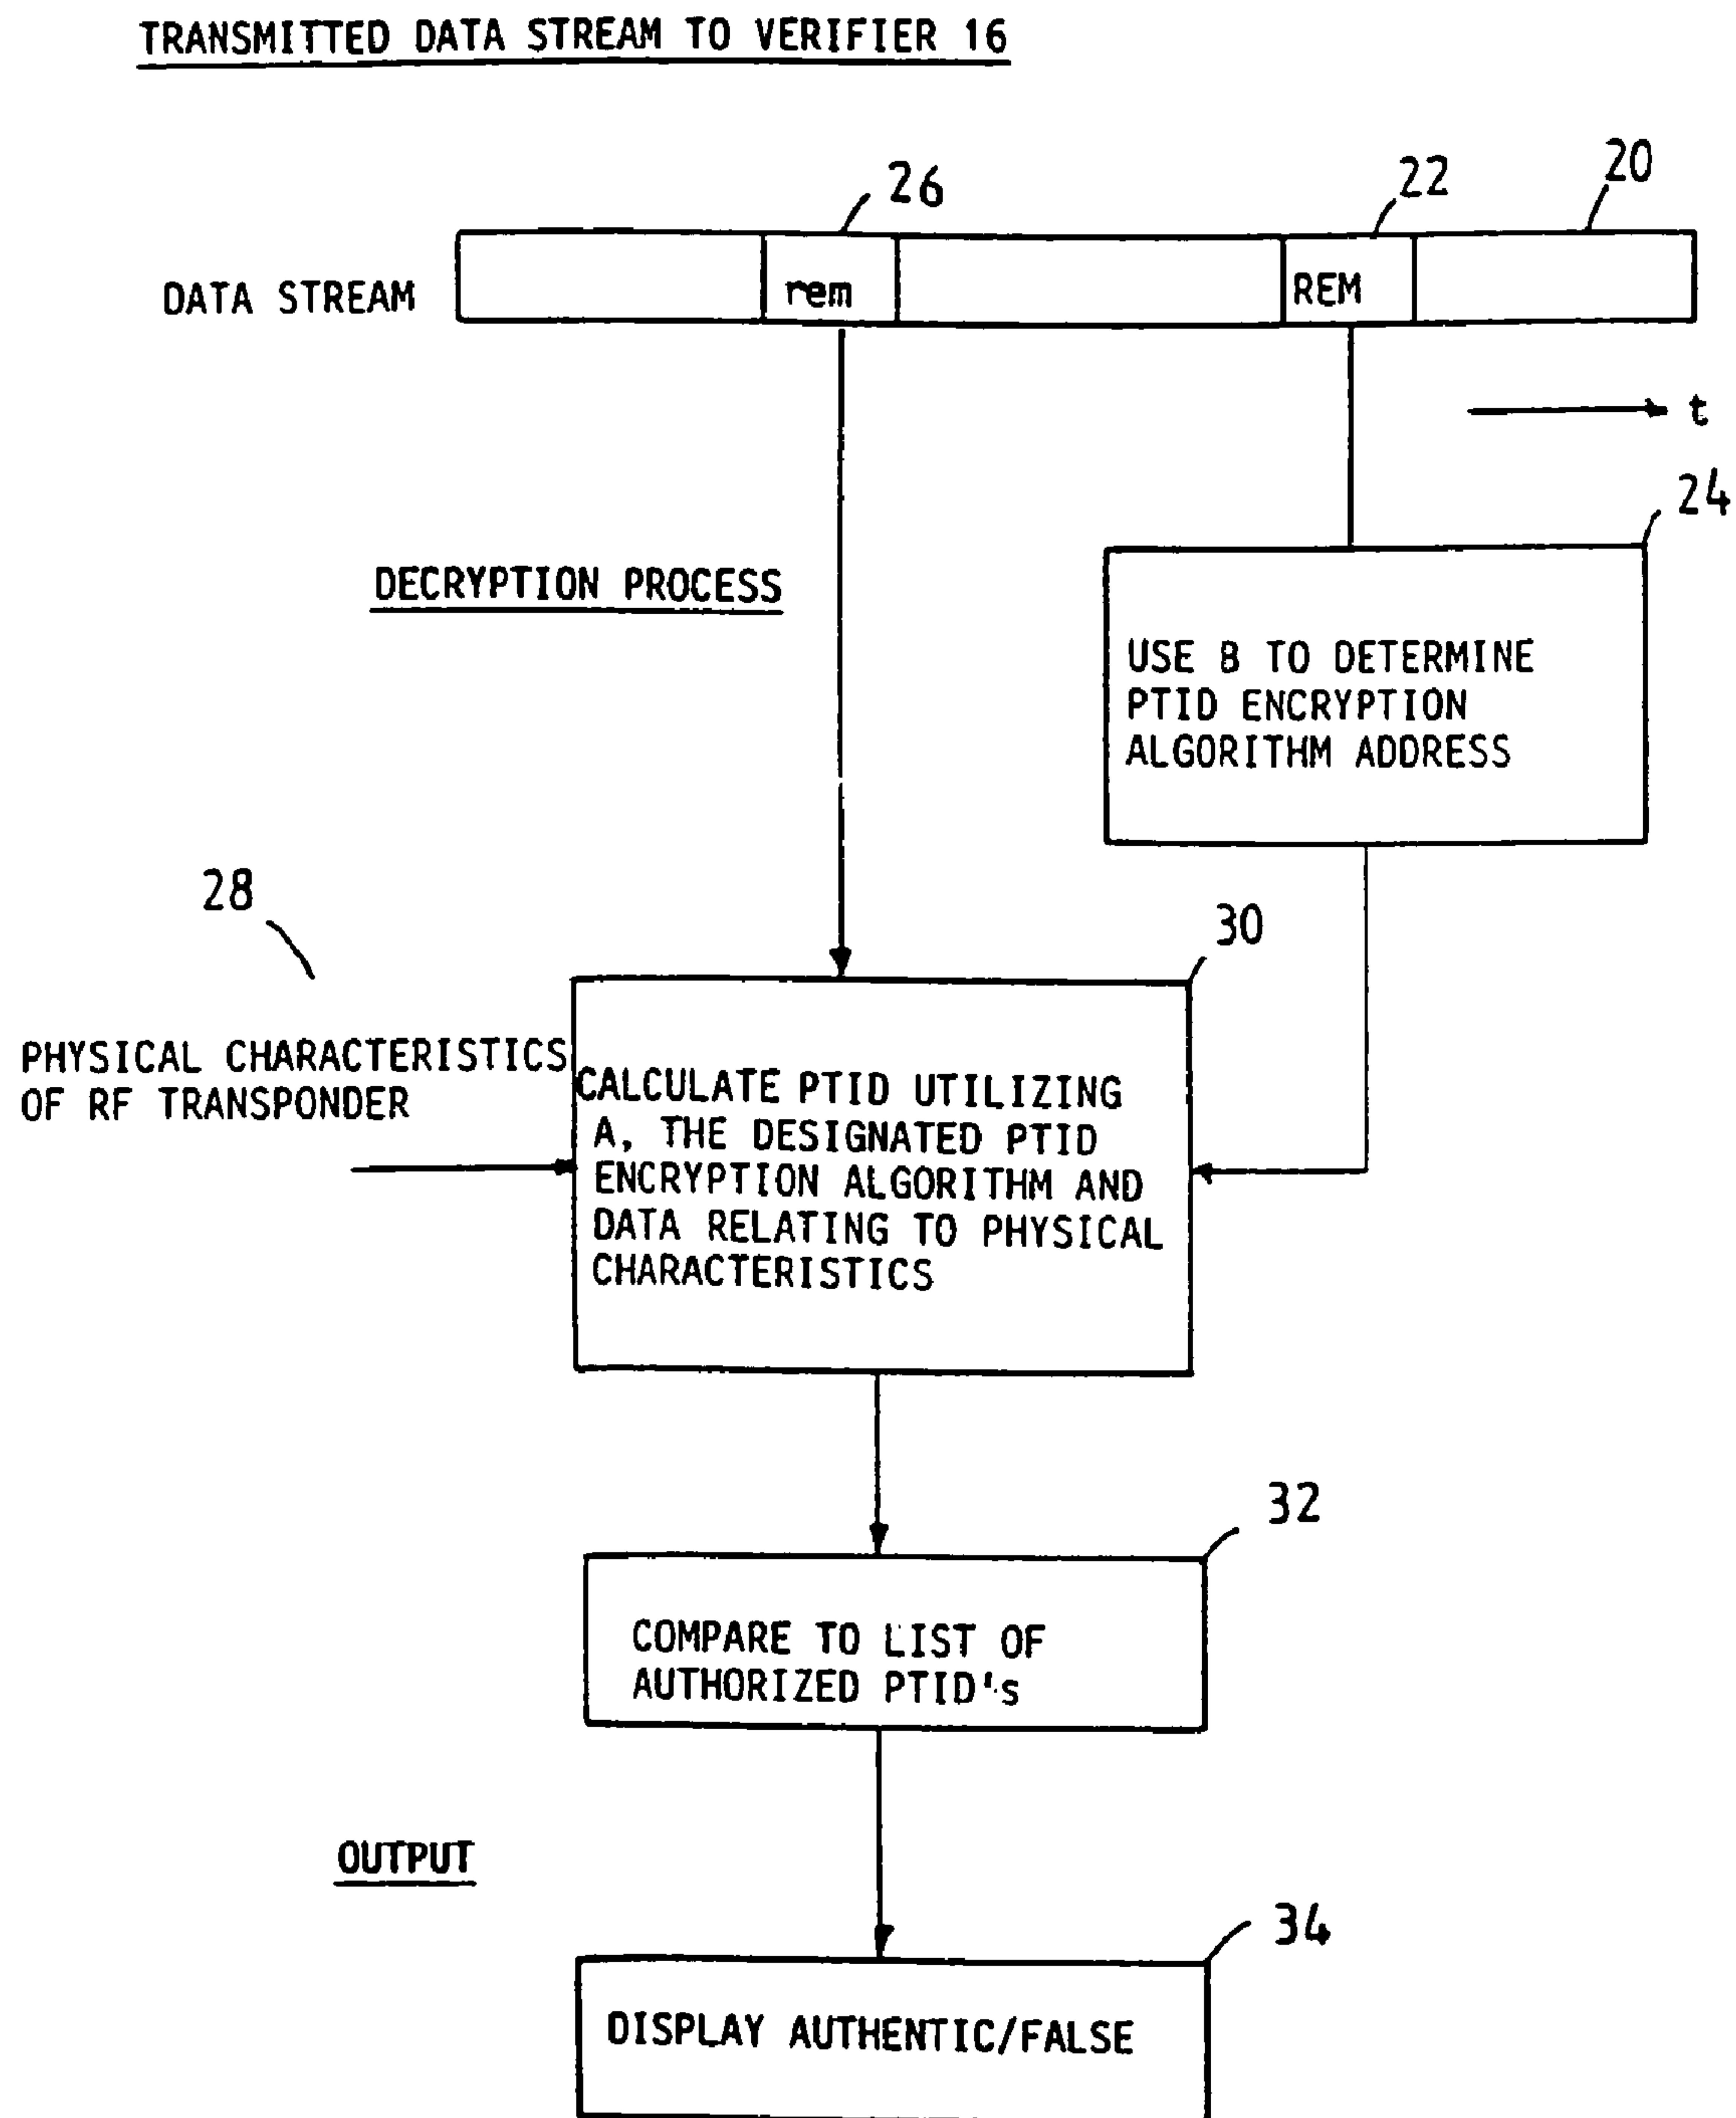 TRANSMITTED DATA STREAM TO VERIFIER 16
26
22
20
DATA STREAM
rem
REM
t
24
DECRYPTION PROCESS
USE B TO DETERMINE
PTID ENCRYPTION
ALGORITHM ADDRESS
28
30
PHYSICAL CHARACTERISTICS
OF RF TRANSPONDER
CALCULATE PTID UTILIZING
A, THE DESIGNATED PTID
ENCRYPTION ALGORITHM AND
DATA RELATING TO PHYSICAL
CHARACTERISTICS
32
COMPARE TO LIST OF
AUTHORIZED PTID's
OUTPUT
34
DISPLAY AUTHENTIC/FALSE